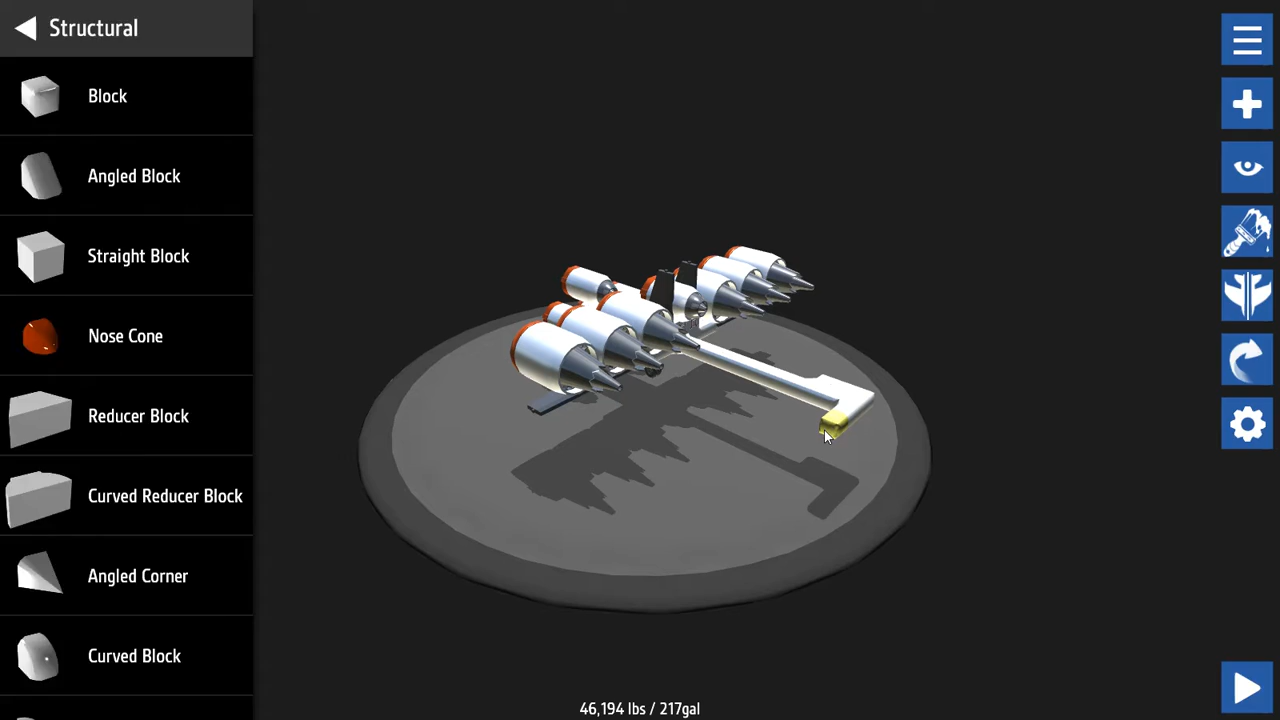 Structural
Block
Angled Block
Straight Block
Nose Cone
Reducer Block
Curved Reducer Block
Angled Corner
Curved Block
46,194 lbs / 217gal